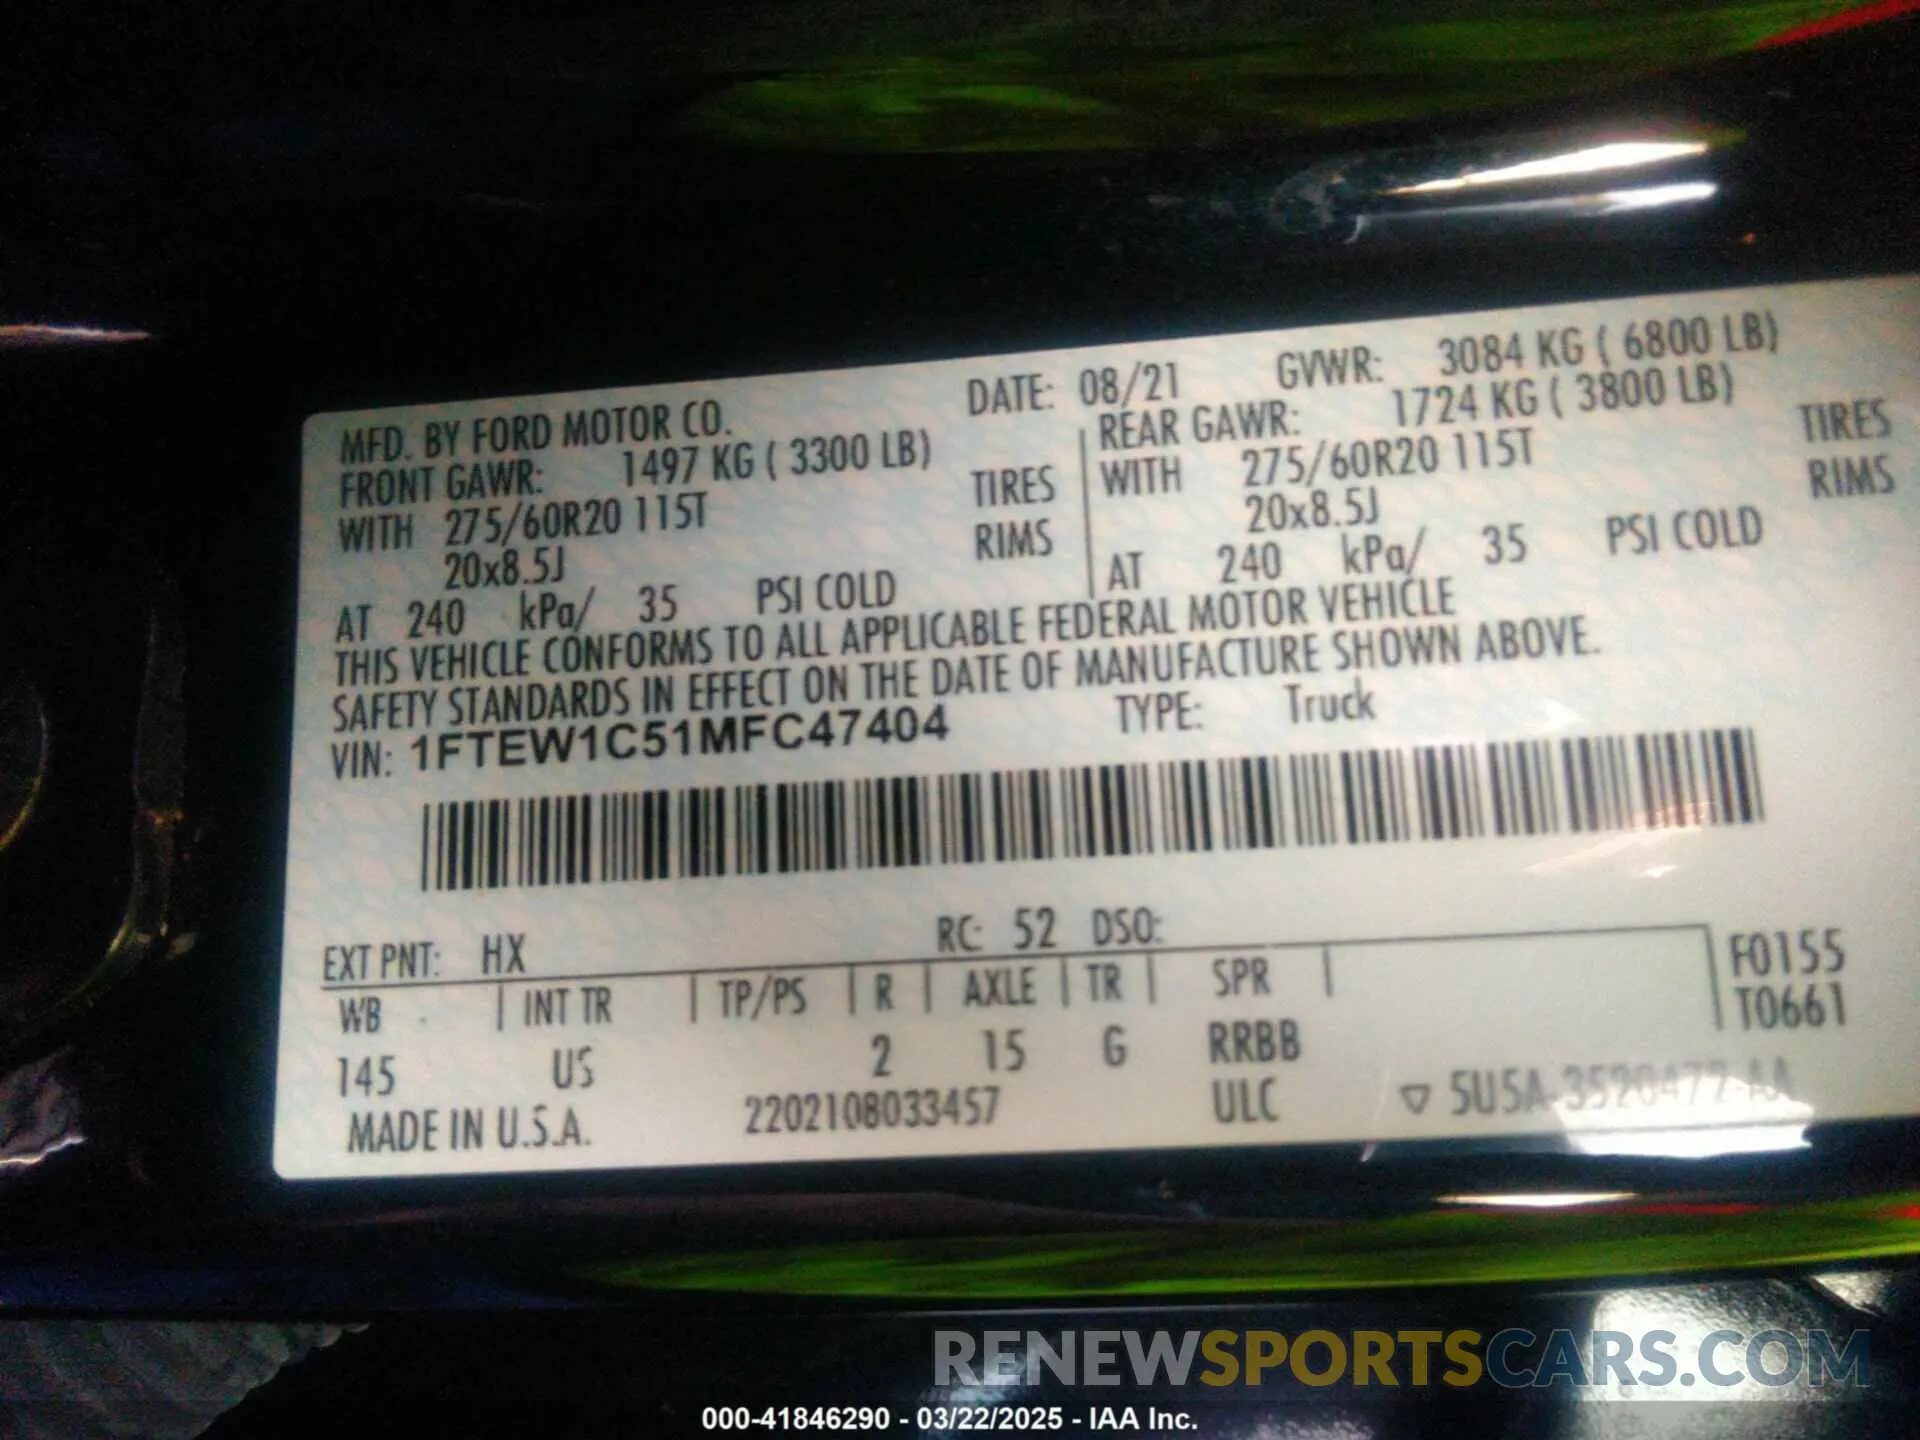 MFD. BY FORD MOTOR CO. DATE: 08/21 GVWR: 3084 KG ( 6800 LB)
FRONT GAWR: 1497 KG ( 3300 LB) REAR GAWR: 1724 KG ( 3800 LB)
WITH 275/60R20 115T TIRES WITH 275/60R20 115T TIRES
20x8.5J RIMS 20x8.5J RIMS
AT 240 kPa/ 35 PSI COLD AT 240 kPa/ 35 PSI COLD
THIS VEHICLE CONFORMS TO ALL APPLICABLE FEDERAL MOTOR VEHICLE
SAFETY STANDARDS IN EFFECT ON THE DATE OF MANUFACTURE SHOWN ABOVE.
VIN: 1FTEW1C51MFC47404 TYPE: Truck
EXT PNT: HX RC: 52 DSO:
WB INT TR TP/PS R AXLE TR SPR F0155
T0661
145 US 2 15 G RRBB
MADE IN U.S.A. 2202108033457 ULC ▽ 5U5A-3520472-AA
RENEWSPORTSCARS.COM
000-41846290 - 03/22/2025 - IAA Inc.